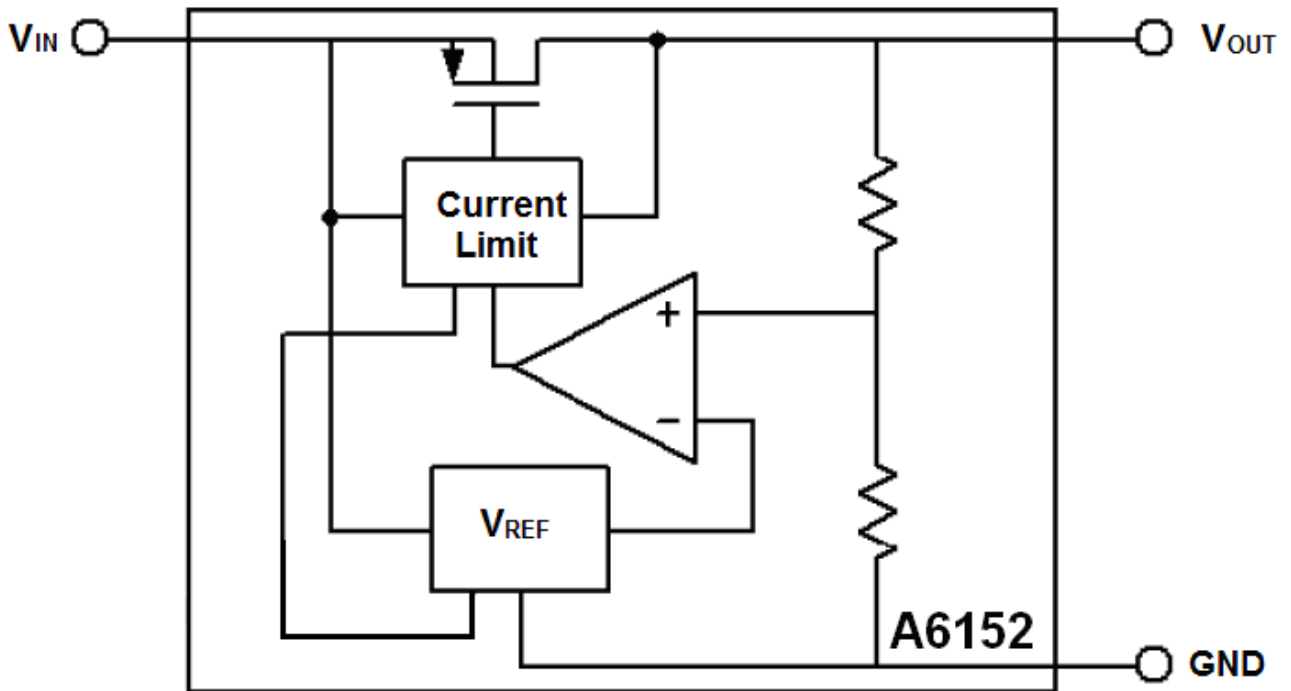 VIN
VOUT
Current
Limit
+
−
VREF
A6152
GND